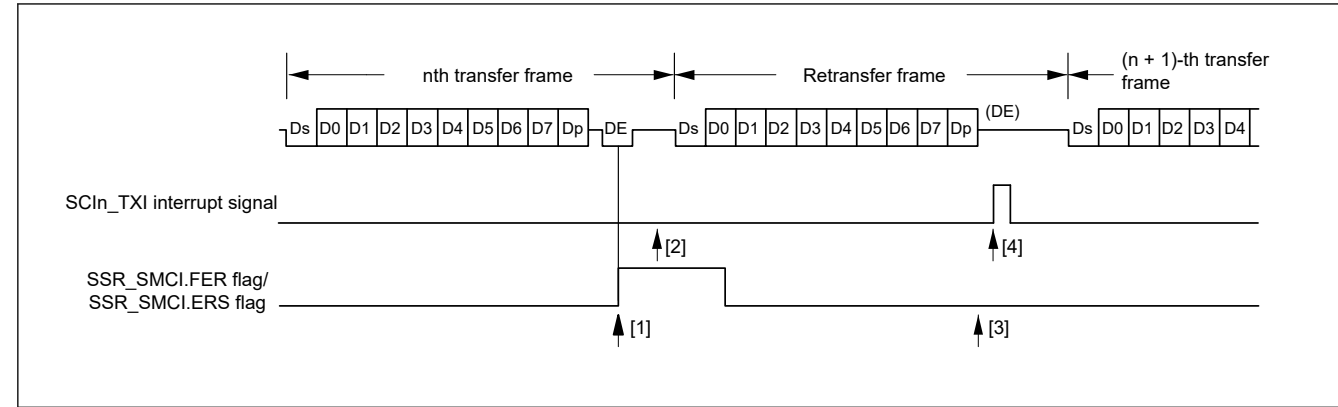 nth transfer frame
Retransfer frame
(n + 1)-th transfer
frame
Ds D0 D1 D2 D3 D4 D5 D6 D7 Dp DE Ds D0 D1 D2 D3 D4 D5 D6 D7 Dp (DE) Ds D0 D1 D2 D3 D4
SCIn_TXI interrupt signal
[2] [4]
SSR_SMCI.FER flag/
SSR_SMCI.ERS flag
[1] [3]